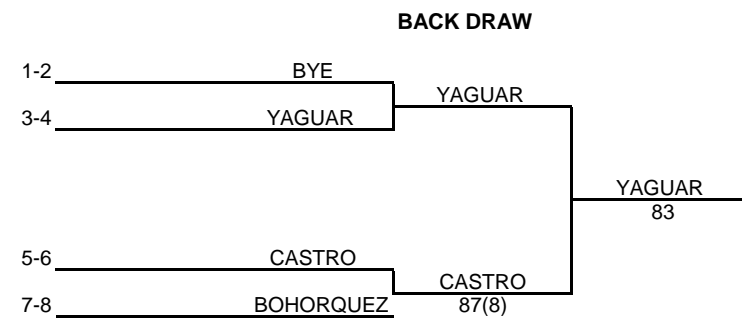 BACK DRAW
1-2 BYE
YAGUAR
3-4 YAGUAR
YAGUAR
83
5-6 CASTRO
CASTRO
7-8 BOHORQUEZ 87(8)